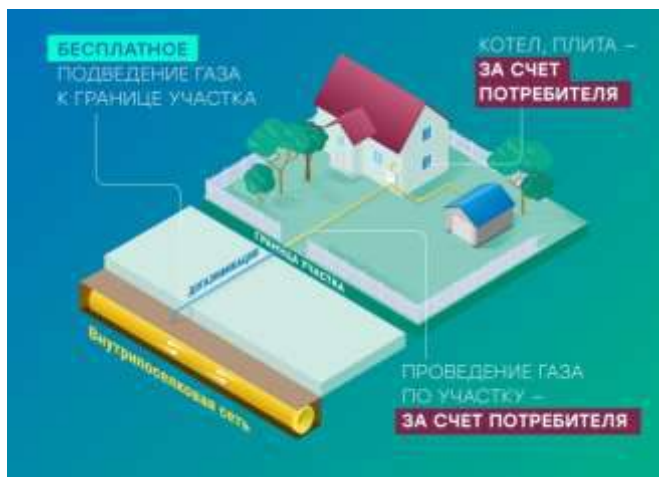 БЕСПЛАТНОЕ
ПОДВЕДЕНИЕ ГАЗА
К ГРАНИЦЕ УЧАСТКА
КОТЕЛ, ПЛИТА –
ЗА СЧЕТ
ПОТРЕБИТЕЛЯ
ГРАНИЦА УЧАСТКА
ДОГАЗИФИКАЦИЯ
Внутрипоселковая сеть
ПРОВЕДЕНИЕ ГАЗА
ПО УЧАСТКУ –
ЗА СЧЕТ ПОТРЕБИТЕЛЯ